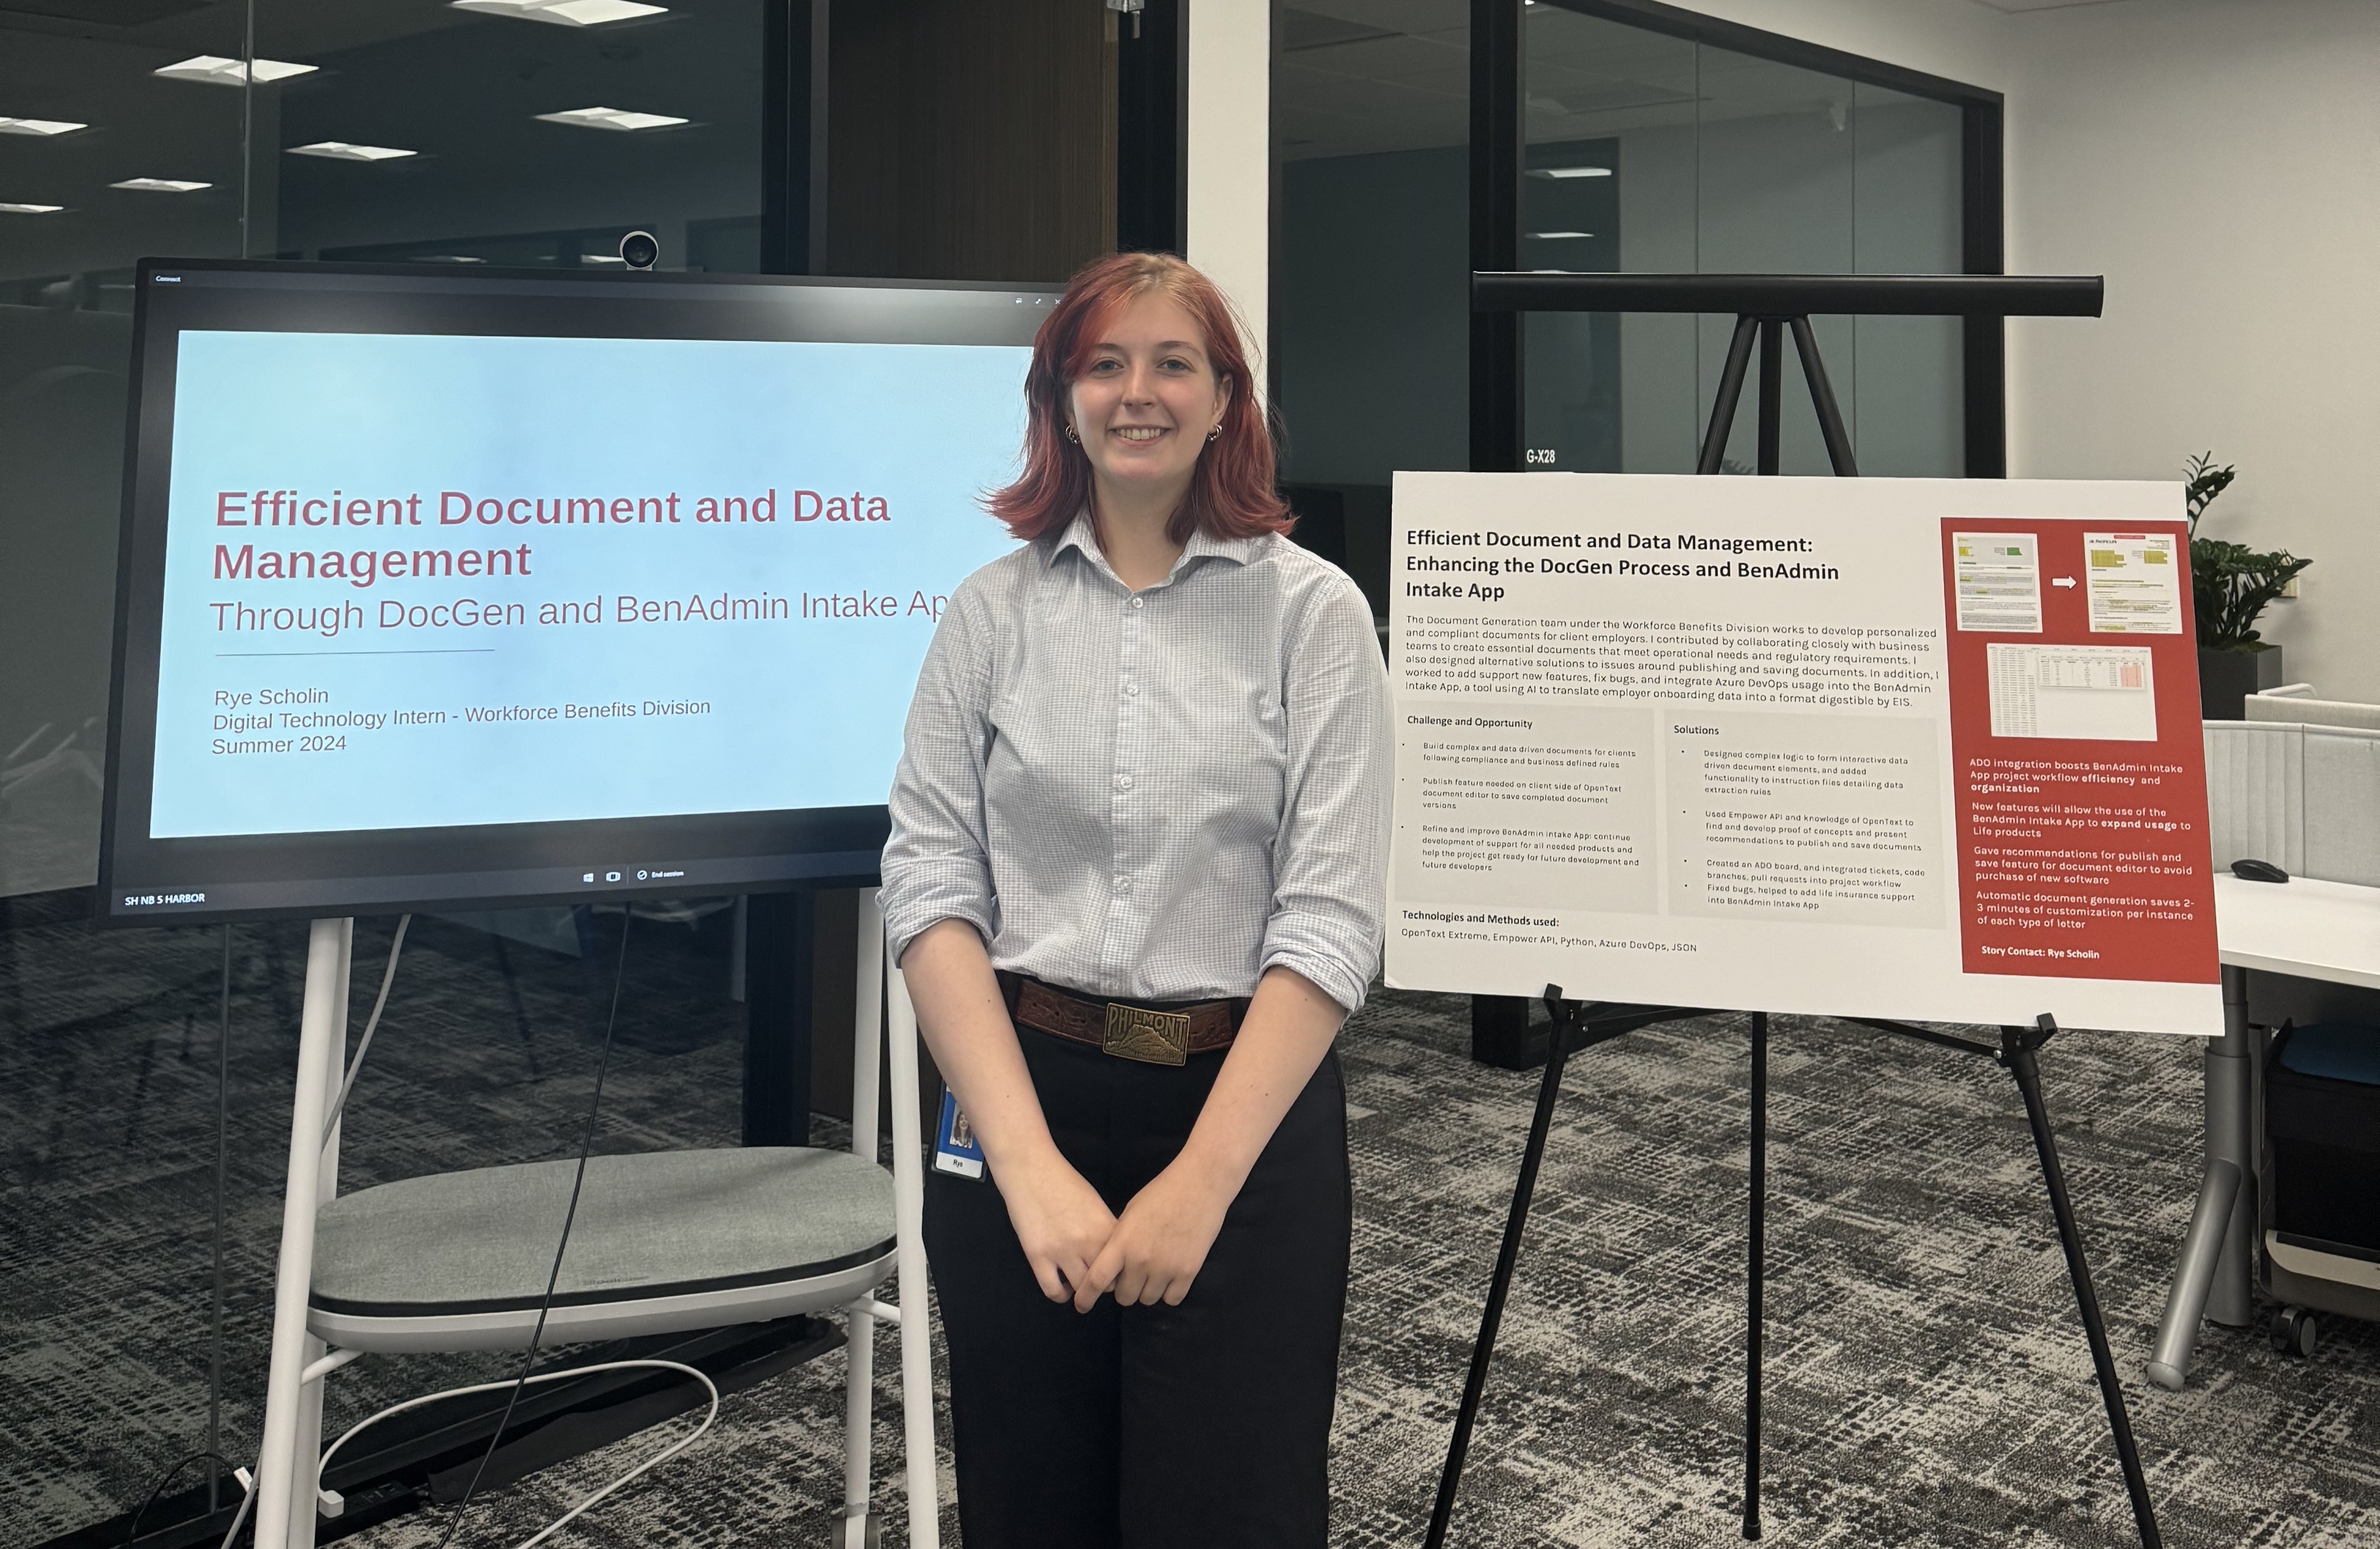 Connect
Efficient Document and Data
Management
Through DocGen and BenAdmin Intake Ap
Rye Scholin
Digital Technology Intern - Workforce Benefits Division
Summer 2024
End session
SH NB S HARBOR
PHILMONT
Rye
G-X28
Efficient Document and Data Management:
Enhancing the DocGen Process and BenAdmin
Intake App
The Document Generation team under the Workforce Benefits Division works to develop personalized
and compliant documents for client employers. I contributed by collaborating closely with business
teams to create essential documents that meet operational needs and regulatory requirements. I
also designed alternative solutions to issues around publishing and saving documents. In addition, I
worked to add support new features, fix bugs, and integrate Azure DevOps usage into the BenAdmin
Intake App, a tool using AI to translate employer onboarding data into a format digestible by EIS.
Challenge and Opportunity
• Build complex and data driven documents for clients
following compliance and business defined rules
• Publish feature needed on client side of OpenText
document editor to save completed document
versions
• Refine and improve BenAdmin Intake App: continue
development of support for all needed products and
help the project get ready for future development and
future developers
Solutions
• Designed complex logic to form interactive data
driven document elements, and added
functionality to instruction files detailing data
extraction rules
• Used Empower API and knowledge of OpenText to
find and develop proof of concepts and present
recommendations to publish and save documents
• Created an ADO board, and integrated tickets, code
branches, pull requests into project workflow
• Fixed bugs, helped to add life insurance support
into BenAdmin Intake App
Technologies and Methods used:
OpenText Extreme, Empower API, Python, Azure DevOps, JSON
ADO integration boosts BenAdmin Intake
App project workflow efficiency and
organization
New features will allow the use of the
BenAdmin Intake App to expand usage to
Life products
Gave recommendations for publish and
save feature for document editor to avoid
purchase of new software
Automatic document generation saves 2-
3 minutes of customization per instance
of each type of letter
Story Contact: Rye Scholin